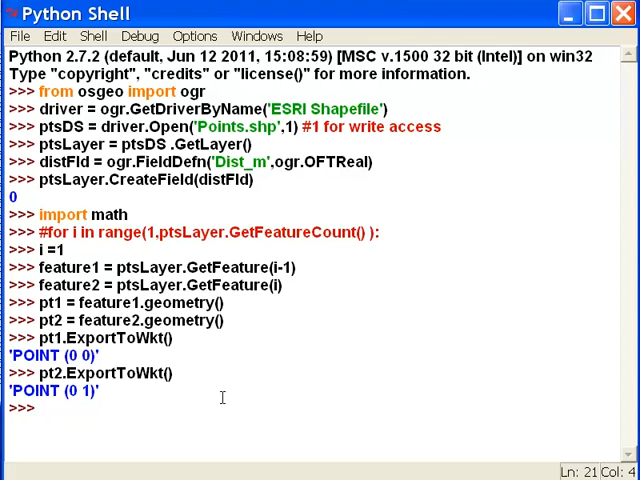 Python Shell
File Edit Shell Debug Options Windows Help
Python 2.7.2 (default, Jun 12 2011, 15:08:59) [MSC v.1500 32 bit (Intel)] on win32
Type "copyright", "credits" or "license()" for more information.
>>> from osgeo import ogr
>>> driver = ogr.GetDriverByName('ESRI Shapefile')
>>> ptsDS = driver.Open('Points.shp',1) #1 for write access
>>> ptsLayer = ptsDS .GetLayer()
>>> distFld = ogr.FieldDefn('Dist_m',ogr.OFTReal)
>>> ptsLayer.CreateField(distFld)
0
>>> import math
>>> #for i in range(1,ptsLayer.GetFeatureCount() ):
>>> i =1
>>> feature1 = ptsLayer.GetFeature(i-1)
>>> feature2 = ptsLayer.GetFeature(i)
>>> pt1 = feature1.geometry()
>>> pt2 = feature2.geometry()
>>> pt1.ExportToWkt()
'POINT (0 0)'
>>> pt2.ExportToWkt()
'POINT (0 1)'
>>>
Ln: 21 Col: 4